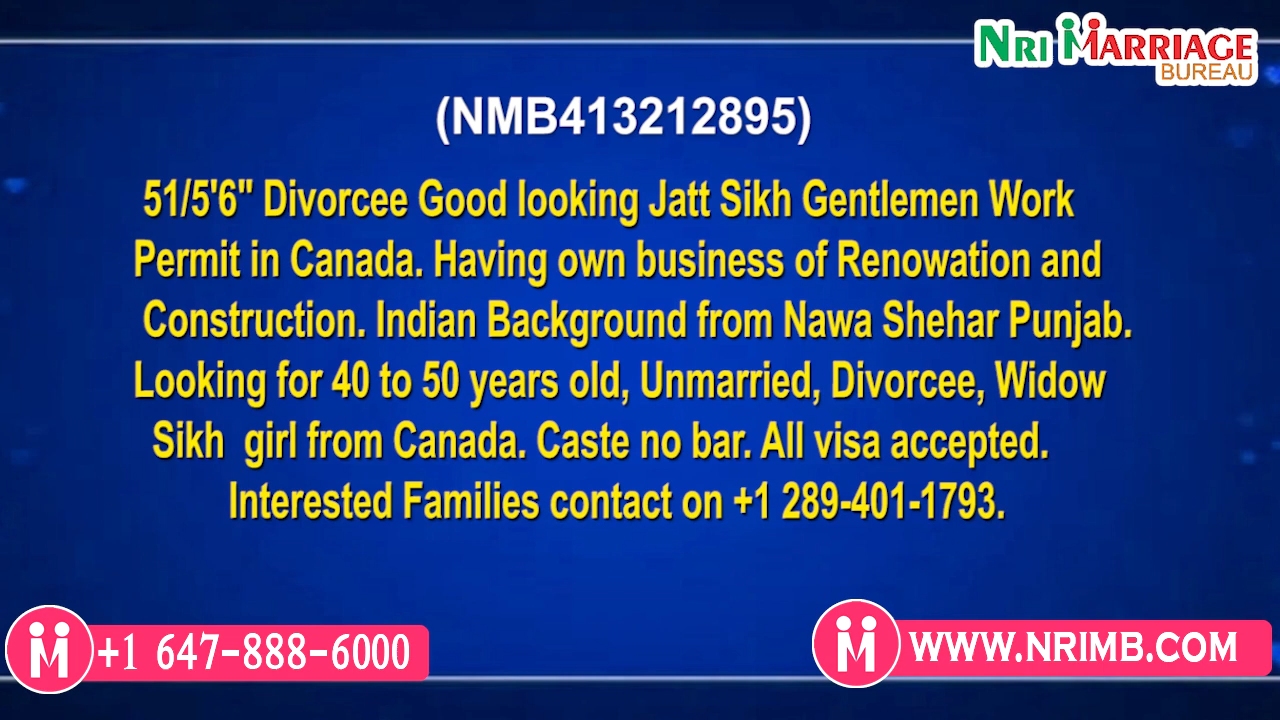 NRI MARRIAGE
BUREAU
(NMB413212895)
51/5'6" Divorcee Good looking Jatt Sikh Gentlemen Work
Permit in Canada. Having own business of Renowation and
Construction. Indian Background from Nawa Shehar Punjab.
Looking for 40 to 50 years old, Unmarried, Divorcee, Widow
Sikh  girl from Canada. Caste no bar. All visa accepted.
Interested Families contact on +1 289-401-1793.
+1 647-888-6000
WWW.NRIMB.COM